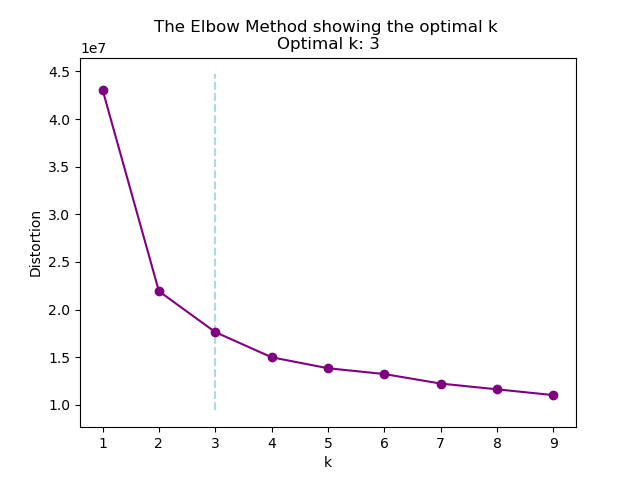 The Elbow Method showing the optimal k
Optimal k: 3
1e7
4.5
4.0
3.5
3.0
2.5
2.0
1.5
1.0
Distortion
1 2 3 4 5 6 7 8 9
k